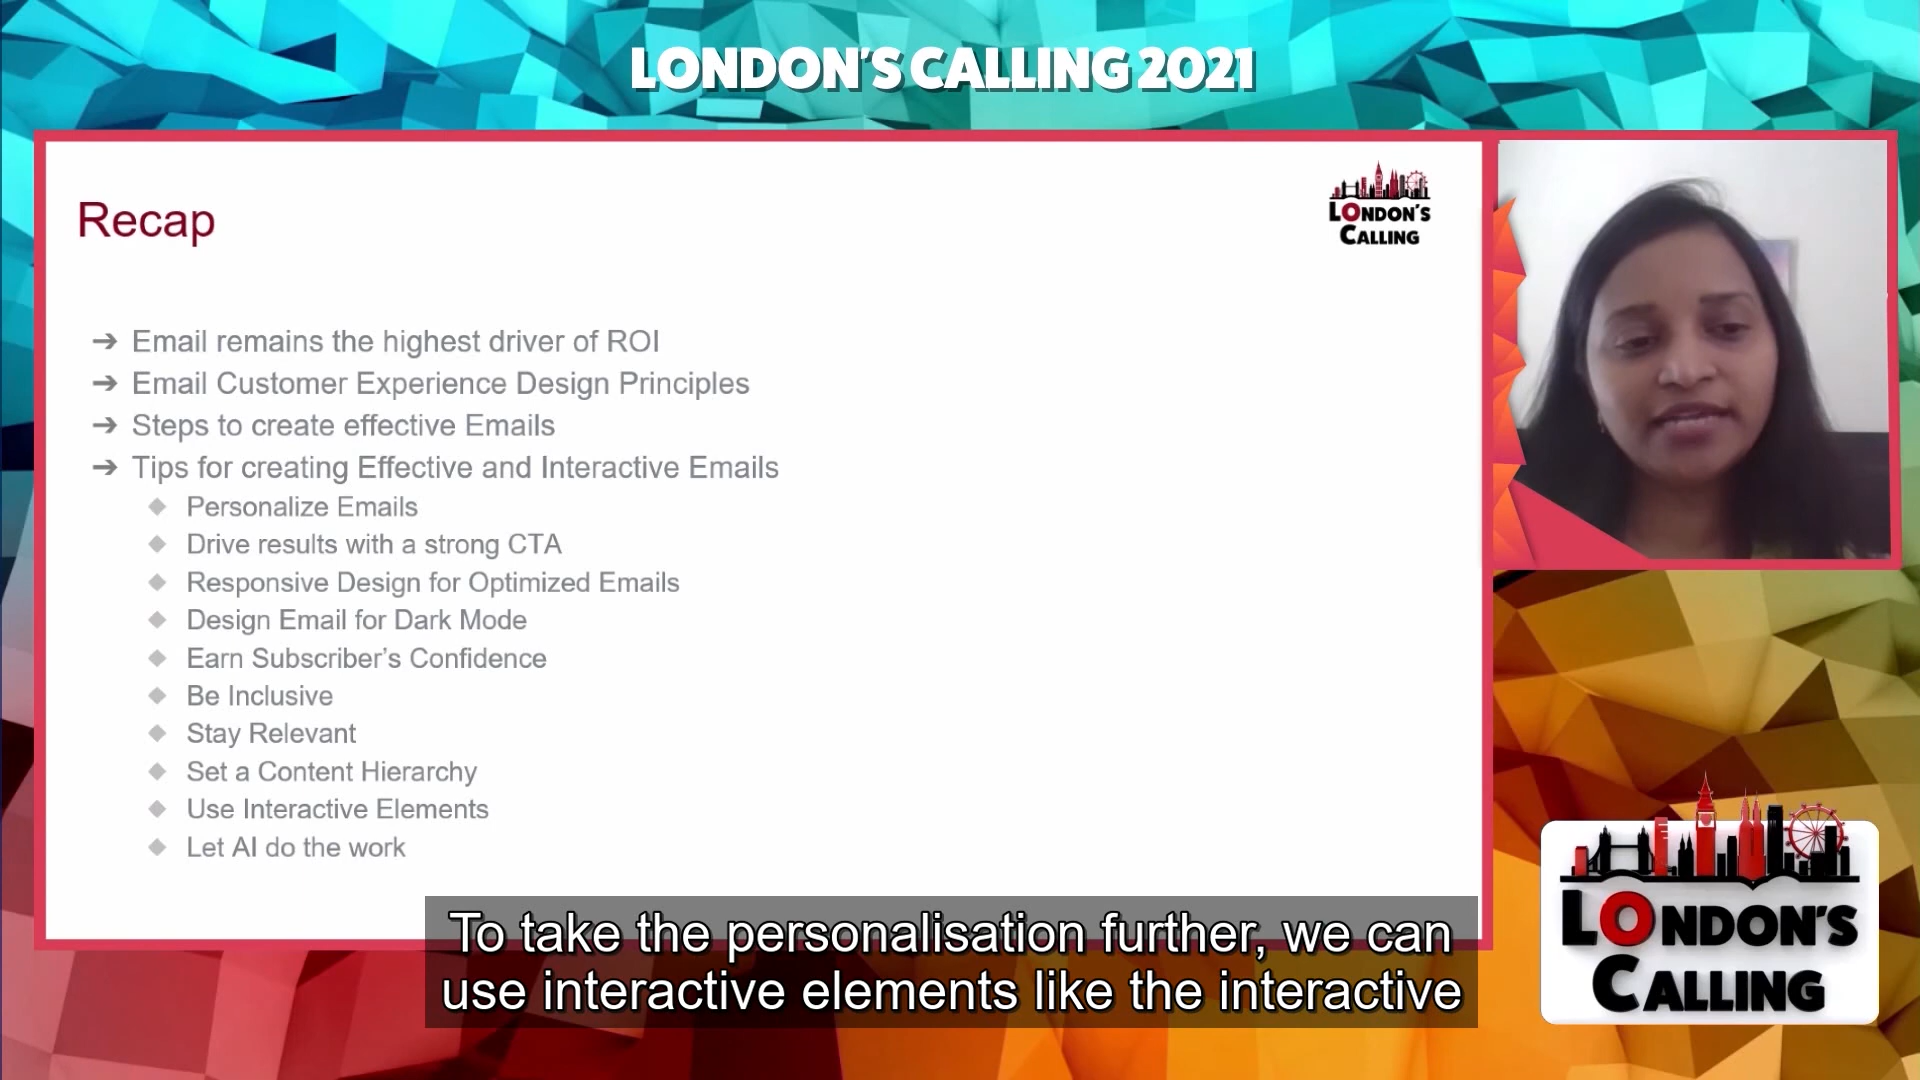 LONDON'S CALLING 2021
Recap
LONDON'S
CALLING
➔ Email remains the highest driver of ROI
➔ Email Customer Experience Design Principles
➔ Steps to create effective Emails
➔ Tips for creating Effective and Interactive Emails
◆ Personalize Emails
◆ Drive results with a strong CTA
◆ Responsive Design for Optimized Emails
◆ Design Email for Dark Mode
◆ Earn Subscriber’s Confidence
◆ Be Inclusive
◆ Stay Relevant
◆ Set a Content Hierarchy
◆ Use Interactive Elements
◆ Let AI do the work
To take the personalisation further, we can
use interactive elements like the interactive
LONDON'S
CALLING